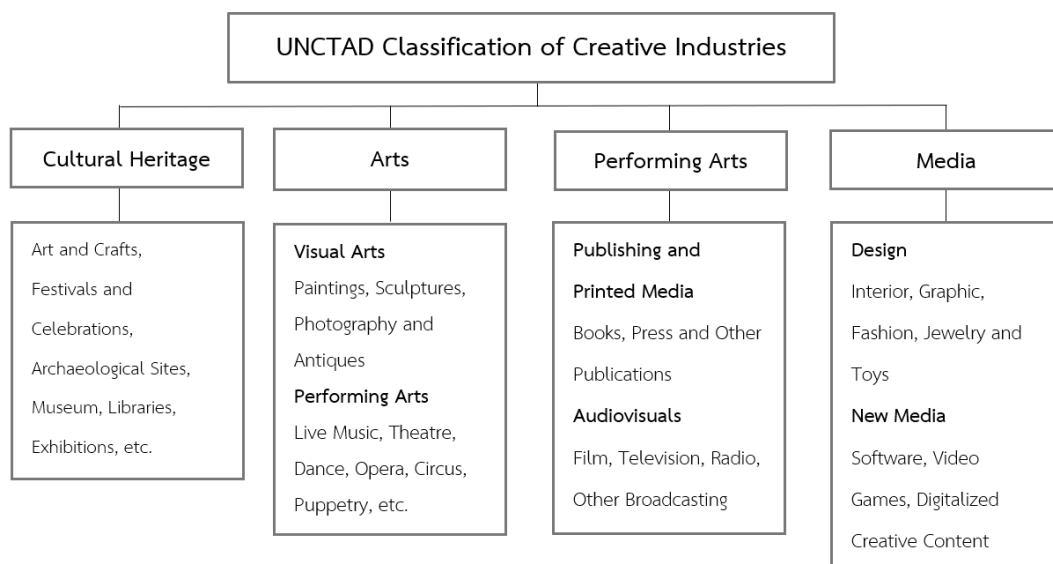 UNCTAD Classification of Creative Industries
Cultural Heritage
Art and Crafts,
Festivals and
Celebrations,
Archaeological Sites,
Museum, Libraries,
Exhibitions, etc.
Arts
Visual Arts
Paintings, Sculptures,
Photography and
Antiques
Performing Arts
Live Music, Theatre,
Dance, Opera, Circus,
Puppetry, etc.
Performing Arts
Publishing and
Printed Media
Books, Press and Other
Publications
Audiovisuals
Film, Television, Radio,
Other Broadcasting
Media
Design
Interior, Graphic,
Fashion, Jewelry and
Toys
New Media
Software, Video
Games, Digitalized
Creative Content